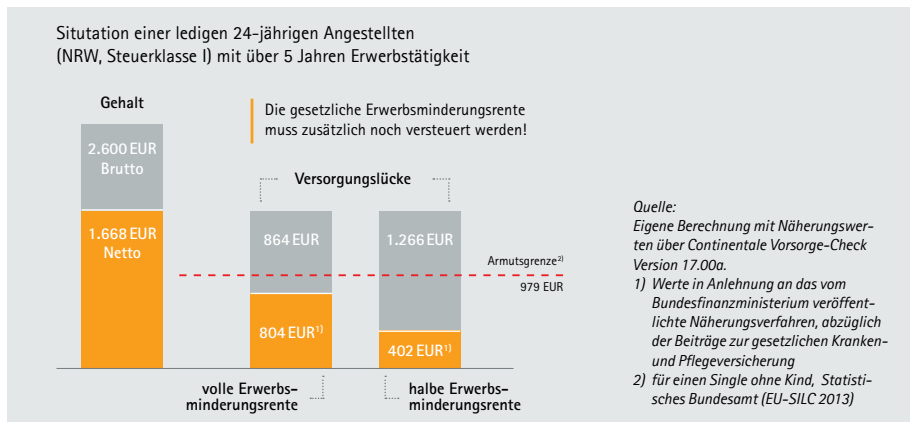 Situtation einer ledigen 24-jährigen Angestellten
(NRW, Steuerklasse I) mit über 5 Jahren Erwerbstätigkeit
Gehalt
Die gesetzliche Erwerbsminderungsrente
muss zusätzlich noch versteuert werden!
2.600 EUR
Brutto
1.668 EUR
Netto
Versorgungslücke
864 EUR
1.266 EUR
Armutsgrenze²⁾
979 EUR
804 EUR¹⁾
402 EUR¹⁾
volle Erwerbs-
minderungsrente
halbe Erwerbs-
minderungsrente
Quelle:
Eigene Berechnung mit Näherungswer-
ten über Continentale Vorsorge-Check
Version 17.00a.
1) Werte in Anlehnung an das vom
Bundesfinanzministerium veröffent-
lichte Näherungsverfahren, abzüglich
der Beiträge zur gesetzlichen Kranken-
und Pflegeversicherung
2) für einen Single ohne Kind, Statisti-
sches Bundesamt (EU-SILC 2013)